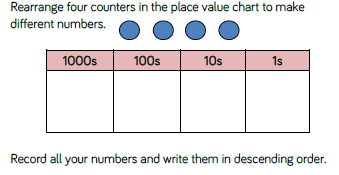 Rearrange four counters in the place value chart to make
different numbers.
1000s 100s 10s 1s
Record all your numbers and write them in descending order.